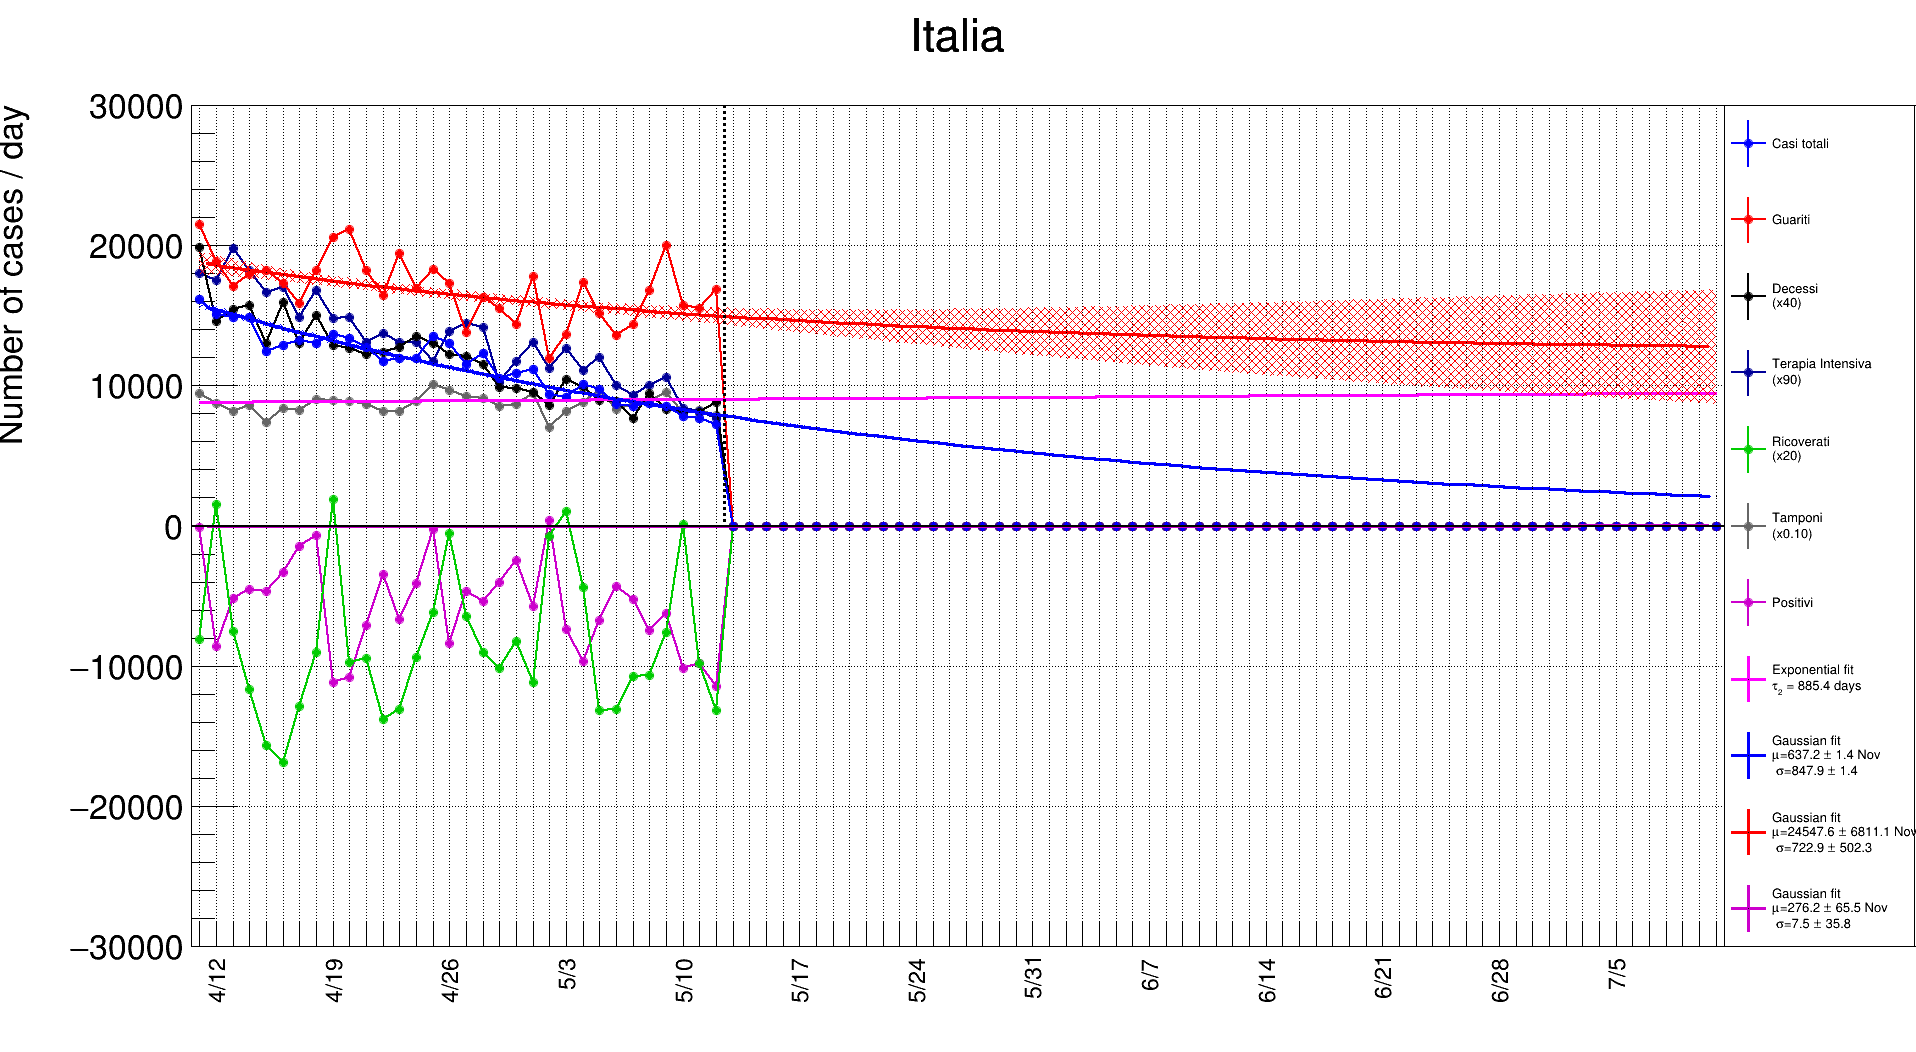 Italia
Number of cases / day
30000
20000
10000
0
−10000
−20000
−30000
4/12
4/19
4/26
5/3
5/10
5/17
5/24
5/31
6/7
6/14
6/21
6/28
7/5
Casi totali
Guariti
Decessi
(x40)
Terapia Intensiva
(x90)
Ricoverati
(x20)
Tamponi
(x0.10)
Positivi
Exponential fit
τ₂ = 885.4 days
Gaussian fit
μ=637.2 ± 1.4 Nov
σ=847.9 ± 1.4
Gaussian fit
μ=24547.6 ± 6811.1 Nov
σ=722.9 ± 502.3
Gaussian fit
μ=276.2 ± 65.5 Nov
σ=7.5 ± 35.8